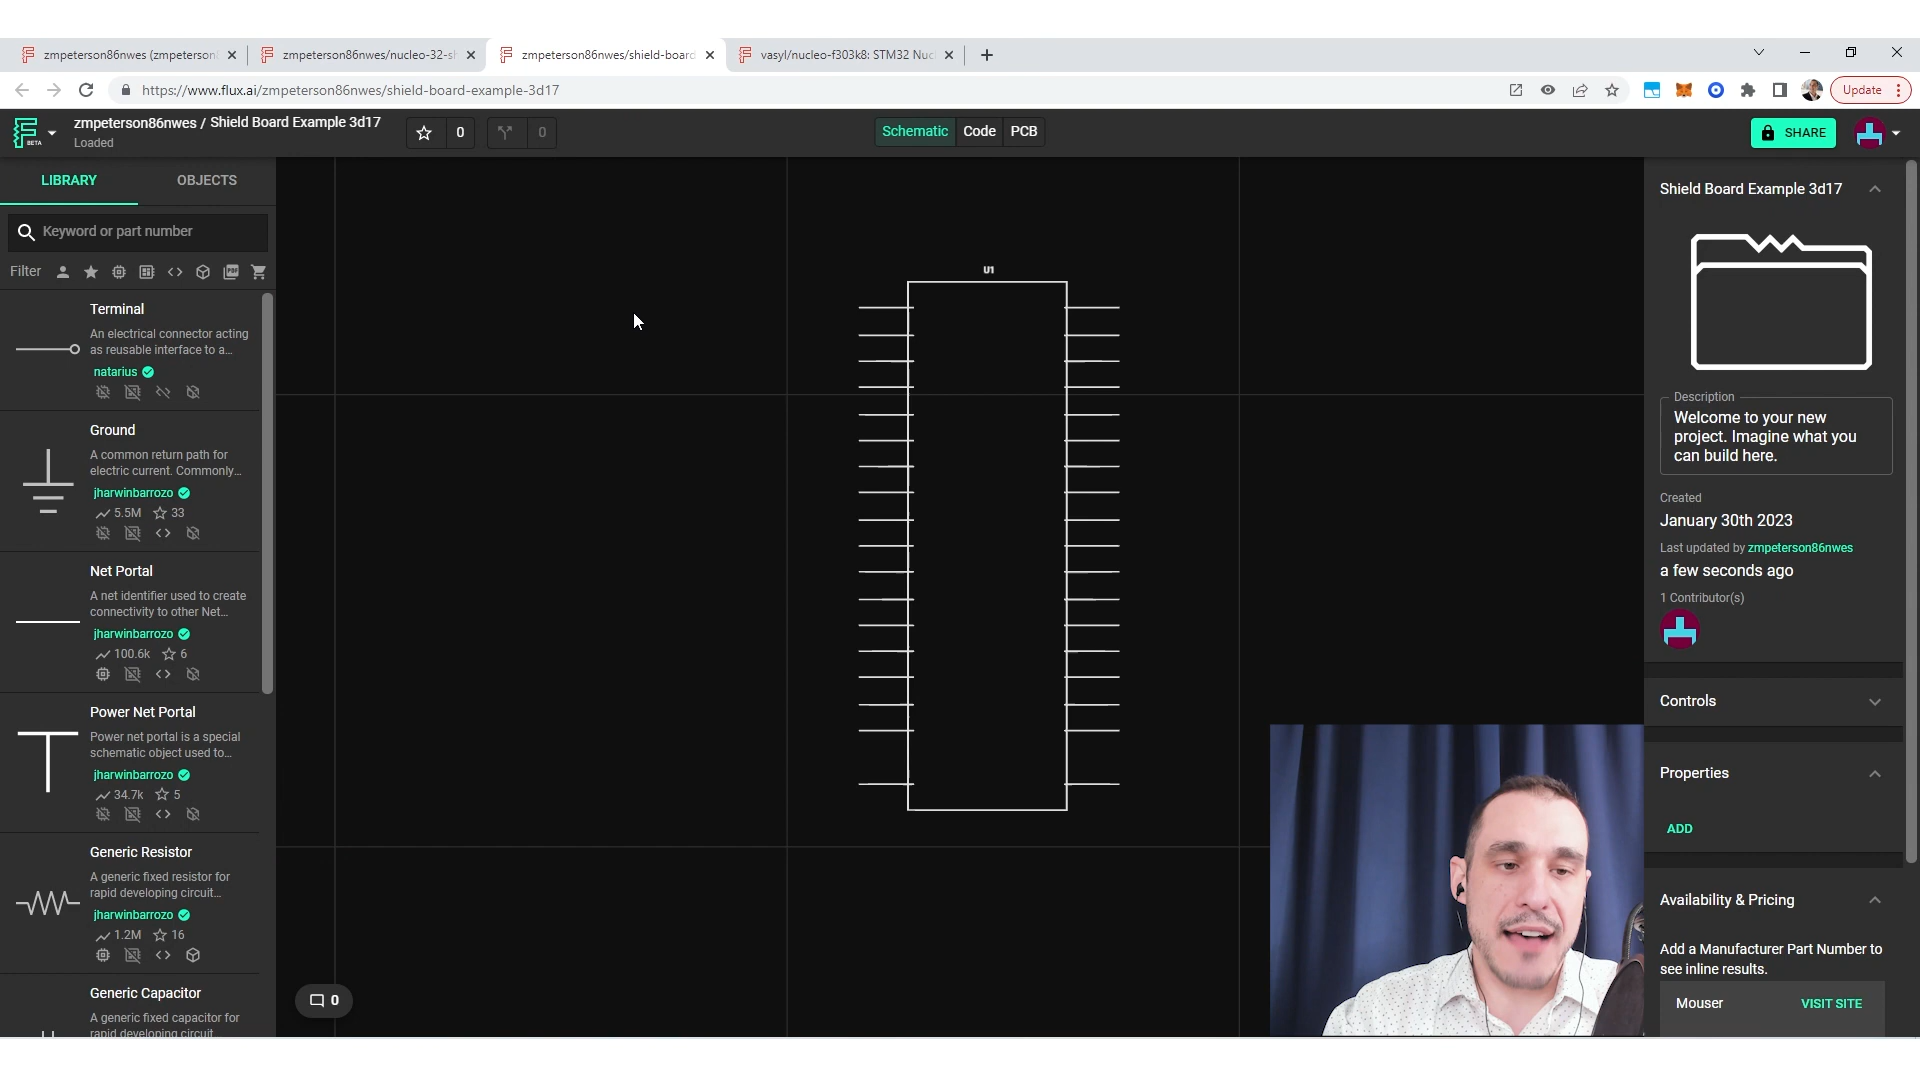 zmpeterson86nwes (zmpeterson
zmpeterson86nwes/nucleo-32-sh
zmpeterson86nwes/shield-board
vasyl/nucleo-f303k8: STM32 Nucl
https://www.flux.ai/zmpeterson86nwes/shield-board-example-3d17
Update
BETA
zmpeterson86nwes / Shield Board Example 3d17
Loaded
0
0
Schematic
Code
PCB
SHARE
LIBRARY
OBJECTS
Keyword or part number
Filter
PDF
Terminal
An electrical connector acting
as reusable interface to a...
natarius
Ground
A common return path for
electric current. Commonly...
jharwinbarrozo
5.5M
33
Net Portal
A net identifier used to create
connectivity to other Net...
jharwinbarrozo
100.6k
6
Power Net Portal
Power net portal is a special
schematic object used to...
jharwinbarrozo
34.7k
5
Generic Resistor
A generic fixed resistor for
rapid developing circuit...
jharwinbarrozo
1.2M
16
Generic Capacitor
A generic fixed capacitor for
rapid developing circuit
U1
0
Shield Board Example 3d17
Description
Welcome to your new
project. Imagine what you
can build here.
Created
January 30th 2023
Last updated by zmpeterson86nwes
a few seconds ago
1 Contributor(s)
Controls
Properties
ADD
Availability & Pricing
Add a Manufacturer Part Number to
see inline results.
Mouser
VISIT SITE